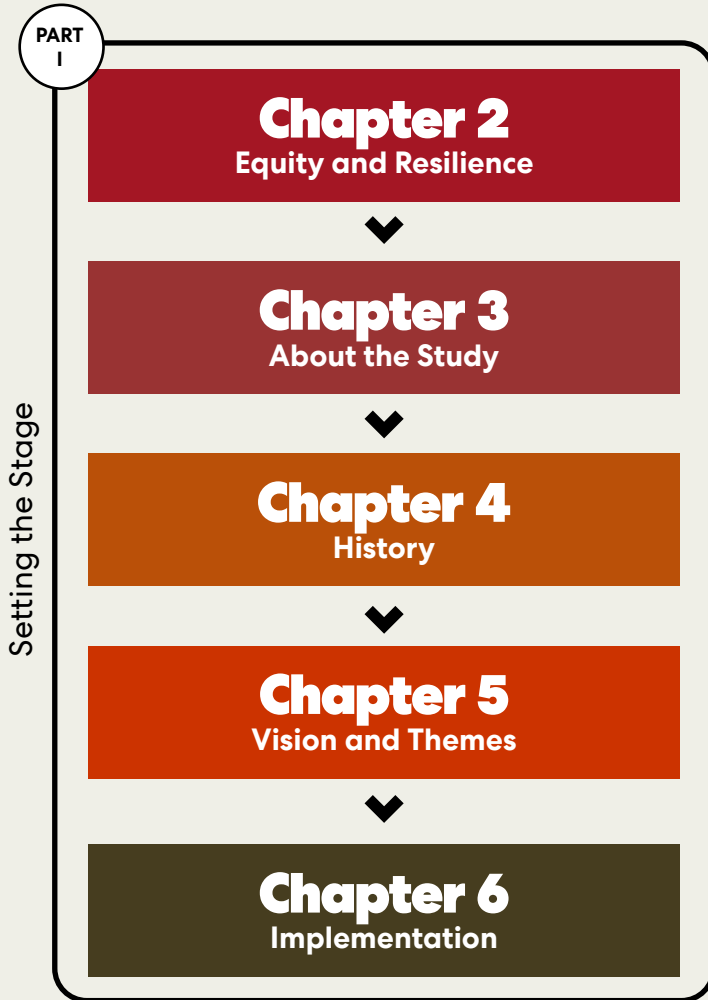 PART
I
Setting the Stage
Chapter 2
Equity and Resilience
Chapter 3
About the Study
Chapter 4
History
Chapter 5
Vision and Themes
Chapter 6
Implementation